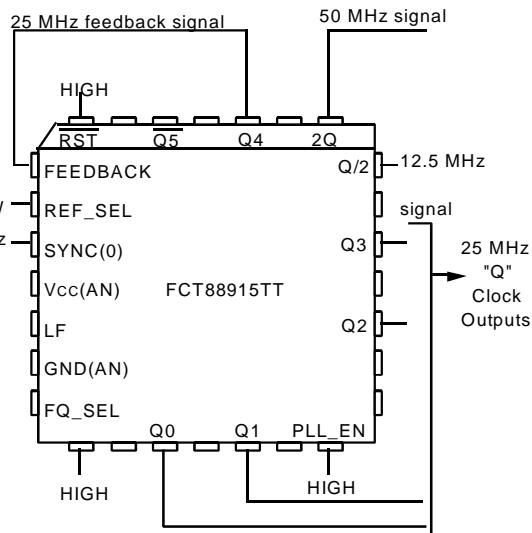 25 MHz feedback signal
50 MHz signal
HIGH
RST Q5 Q4 2Q
FEEDBACK
Q/2
12.5 MHz
REF_SEL
signal
SYNC(0)
Q3
25 MHz
"Q"
Clock
Outputs
VCC(AN)
FCT88915TT
LF
Q2
GND(AN)
FQ_SEL
Q0 Q1 PLL_EN
HIGH
HIGH